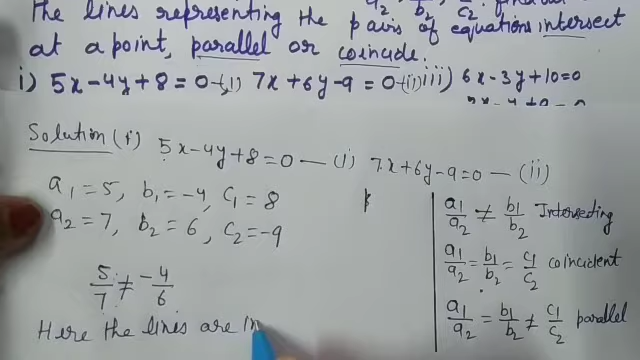 the lines representing the pairs of equations intersect
at a point, parallel or coincide.
i) 5x-4y+8=0-(i) 7x+6y-9=0-(ii) iii) 6x-3y+10=0
Solution (i) 5x-4y+8=0 — (i) 7x+6y-9=0 — (ii)
a₁=5, b₁=-4, c₁=8
a₂=7, b₂=6, c₂=-9
5/7 ≠ -4/6
Here the lines are in
a₁/a₂ ≠ b₁/b₂ Intersecting
a₁/a₂ = b₁/b₂ = c₁/c₂ coincident
a₁/a₂ = b₁/b₂ ≠ c₁/c₂ parallel